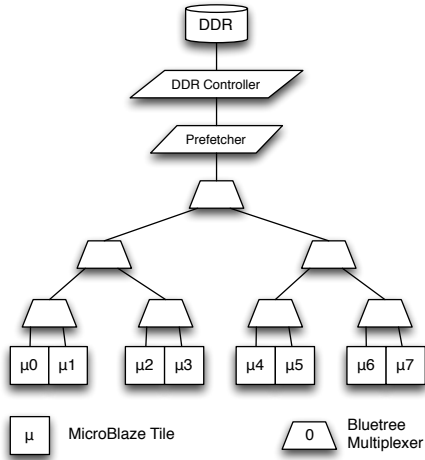 DDR
DDR Controller
Prefetcher
μ0 μ1 μ2 μ3 μ4 μ5 μ6 μ7
μ MicroBlaze Tile
0 Bluetree
Multiplexer